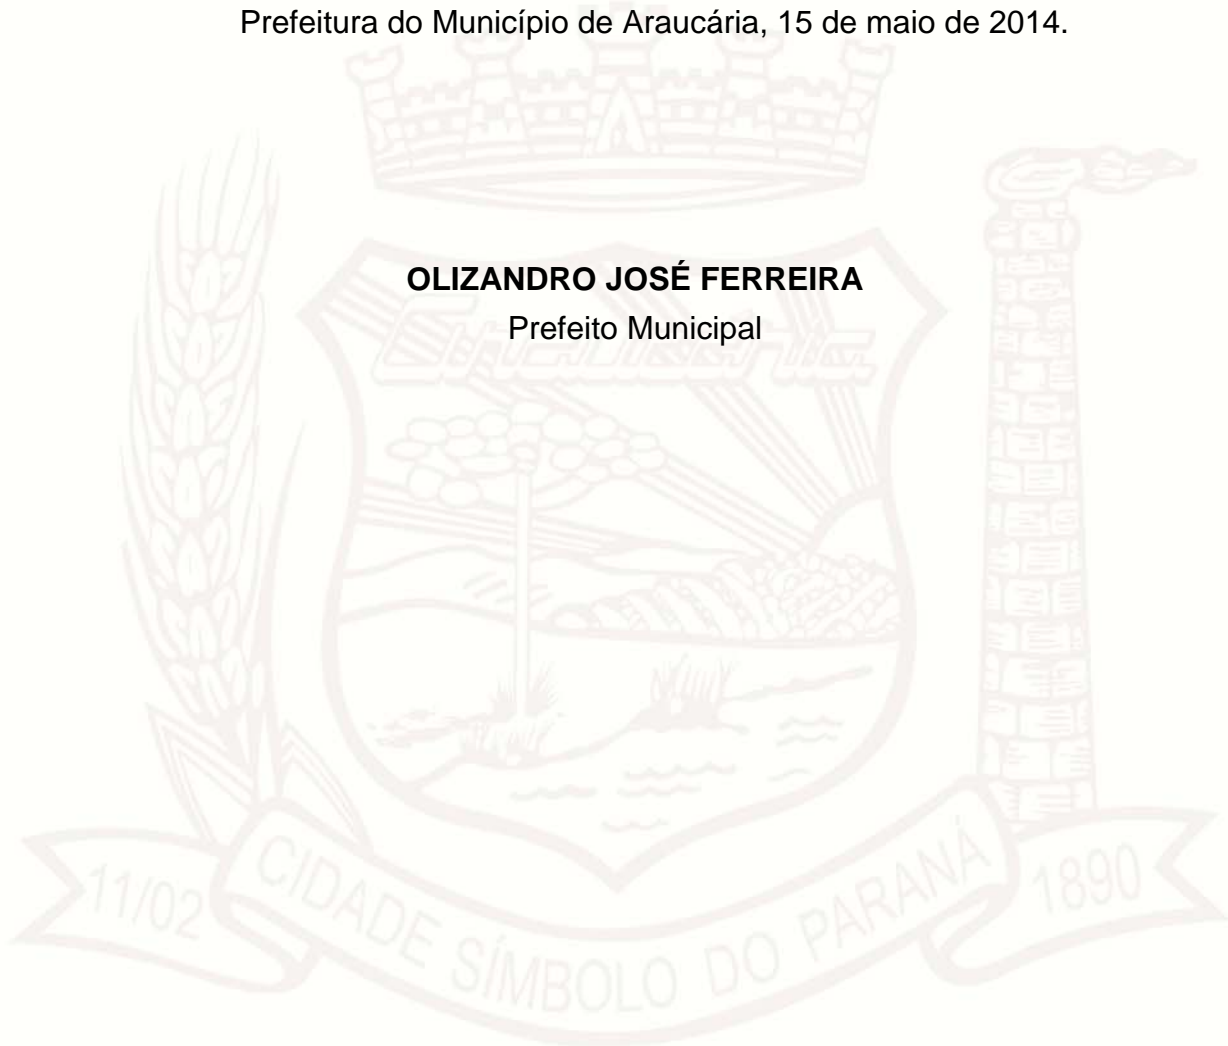 Prefeitura do Município de Araucária, 15 de maio de 2014.
OLIZANDRO JOSÉ FERREIRA
Prefeito Municipal
11/02
CIDADE SÍMBOLO DO PARANÁ
1890